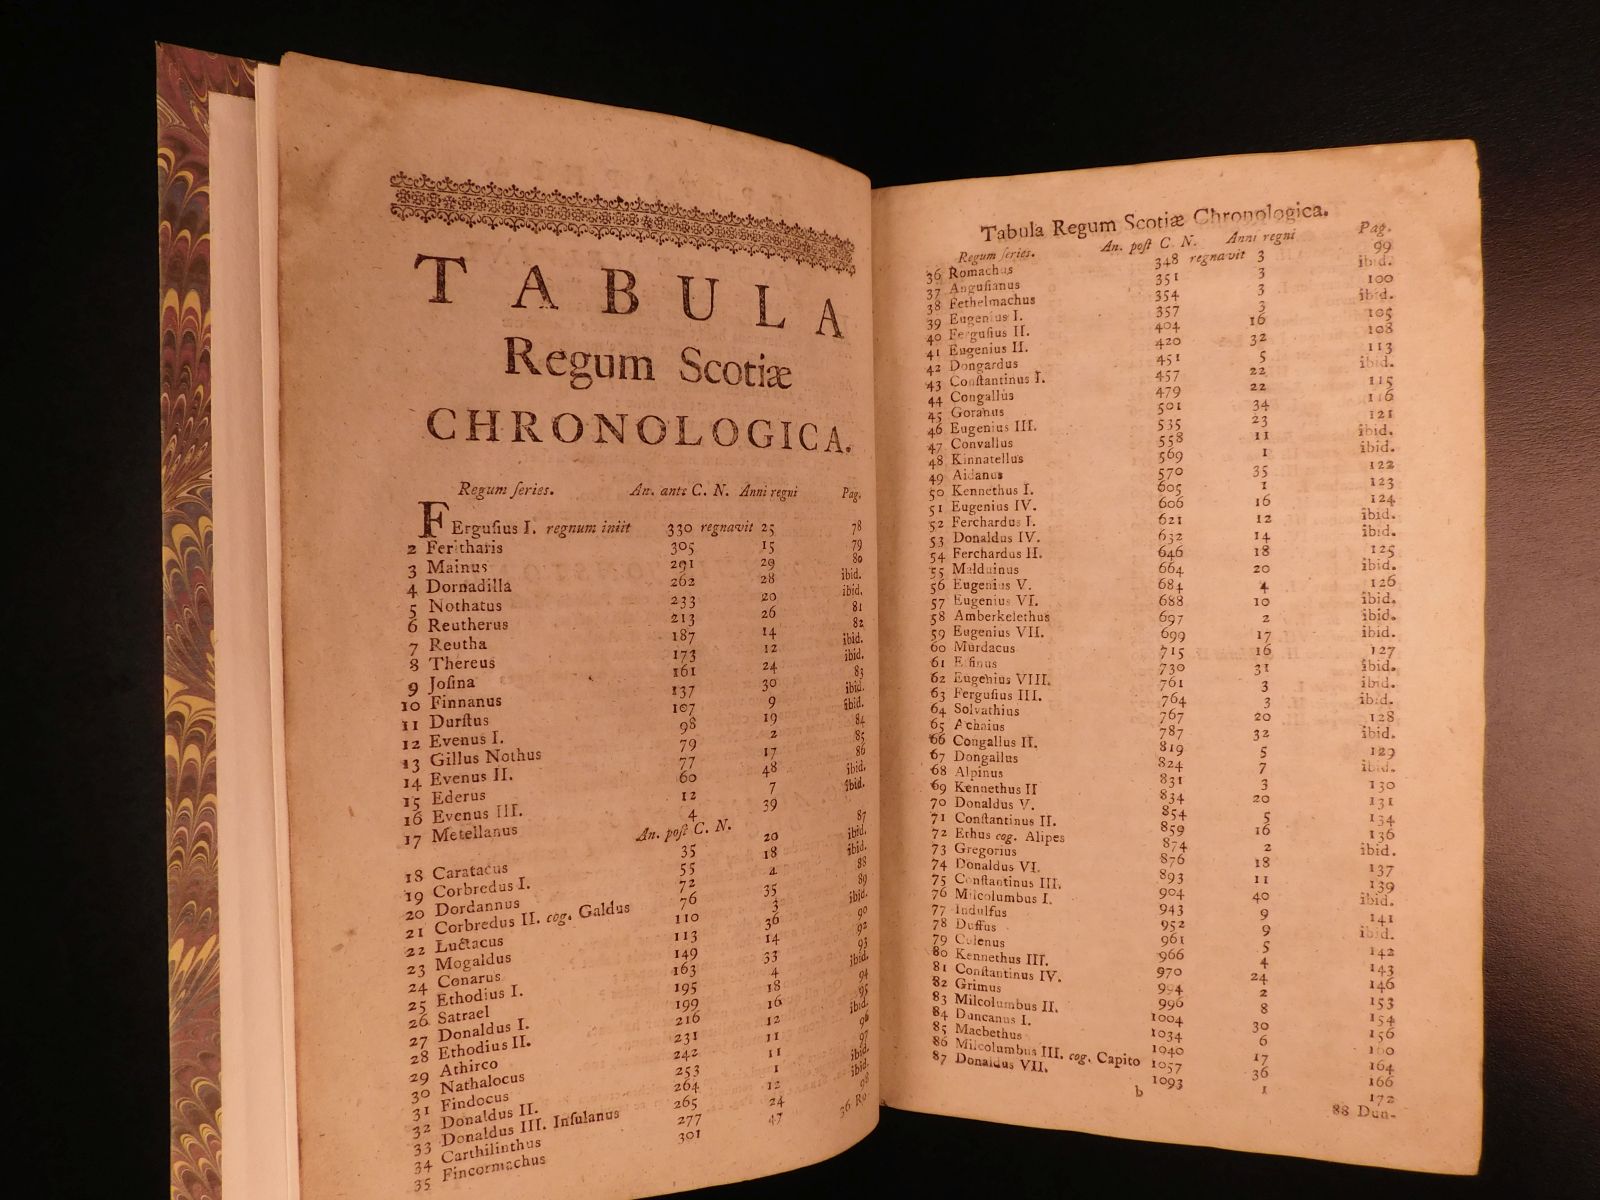 TABULA
Regum Scotiæ
CHRONOLOGICA.
Regum ſeries. An. ante C. N. Anni regni Pag.
FErguſius I. regnum iniit 330 regnavit 25 78
2 Feritharis 305 15 79
3 Mainus 291 29 80
4 Dornadilla 262 28 ibid.
5 Nothatus 233 20 ibid.
6 Reutherus 213 26 81
7 Reutha 187 14 82
8 Thereus 173 12 ibid.
9 Joſina 161 24 ibid.
10 Finnanus 137 30 83
11 Durſtus 107 9 ibid.
12 Evenus I. 98 19 ibid.
13 Gillus Nothus 79 2 84
14 Evenus II. 77 17 85
15 Ederus 60 48 86
16 Evenus III. 12 7 ibid.
17 Metellanus 4 39 ibid.
An. poſt C. N.
18 Caratacus 35 20 87
19 Corbredus I. 55 18 ibid.
20 Dordannus 72 4 ibid.
21 Corbredus II. cog. Galdus 76 35 88
22 Luctacus 110 3 89
23 Mogaldus 113 36 ibid.
24 Conarus 149 14 90
25 Ethodius I. 163 33 92
26 Satrael 195 4 93
27 Donaldus I. 199 18 ibid.
28 Ethodius II. 216 16 94
29 Athirco 231 12 95
30 Nathalocus 242 11 ibid.
31 Findocus 253 11 96
32 Donaldus II. 264 1 97
33 Donaldus III. Inſulanus 265 12 ibid.
34 Carthilinthus 277 24 ibid.
35 Fincormachus 301 47 98
36 Ro-
Tabula Regum Scotiæ Chronologica.
Regum ſeries. An. poſt C. N. Anni regni Pag.
36 Romachus 348 regnavit 3 99
37 Anguſianus 351 3 ibid.
38 Fethelmachus 354 3 100
39 Eugenius I. 357 3 ibid.
40 Ferguſius II. 404 16 105
41 Eugenius II. 420 32 108
42 Dongardus 451 5 113
43 Conſtantinus I. 457 22 ibid.
44 Congallus 479 22 115
45 Goranus 501 34 116
46 Eugenius III. 535 23 121
47 Convallus 558 11 ibid.
48 Kinnatellus 569 1 ibid.
49 Aidanus 570 35 122
50 Kennethus I. 605 1 123
51 Eugenius IV. 606 16 124
52 Ferchardus I. 621 12 ibid.
53 Donaldus IV. 632 14 ibid.
54 Ferchardus II. 646 18 125
55 Malduinus 664 20 ibid.
56 Eugenius V. 684 4 126
57 Eugenius VI. 688 10 ibid.
58 Amberkelethus 697 2 ibid.
59 Eugenius VII. 699 17 ibid.
60 Murdacus 715 16 127
61 Etfinus 730 31 ibid.
62 Eugenius VIII. 761 3 ibid.
63 Ferguſius III. 764 3 ibid.
64 Solvathius 767 20 128
65 Achaius 787 32 ibid.
66 Congallus II. 819 5 129
67 Dongallus 824 7 ibid.
68 Alpinus 831 3 130
69 Kennethus II 834 20 131
70 Donaldus V. 854 5 134
71 Conſtantinus II. 859 16 136
72 Ethus cog. Alipes 874 2 ibid.
73 Gregorius 876 18 137
74 Donaldus VI. 893 11 139
75 Conſtantinus III. 904 40 ibid.
76 Milcolumbus I. 943 9 141
77 Indulfus 952 9 ibid.
78 Duffus 961 5 142
79 Culenus 966 4 143
80 Kennethus III. 970 24 146
81 Conſtantinus IV. 994 2 153
82 Grimus 996 8 154
83 Milcolumbus II. 1004 30 156
84 Duncanus I. 1034 6 160
85 Macbethus 1040 17 164
86 Milcolumbus III. cog. Capito 1057 36 166
87 Donaldus VII. 1093 1 172
b 88 Dun-